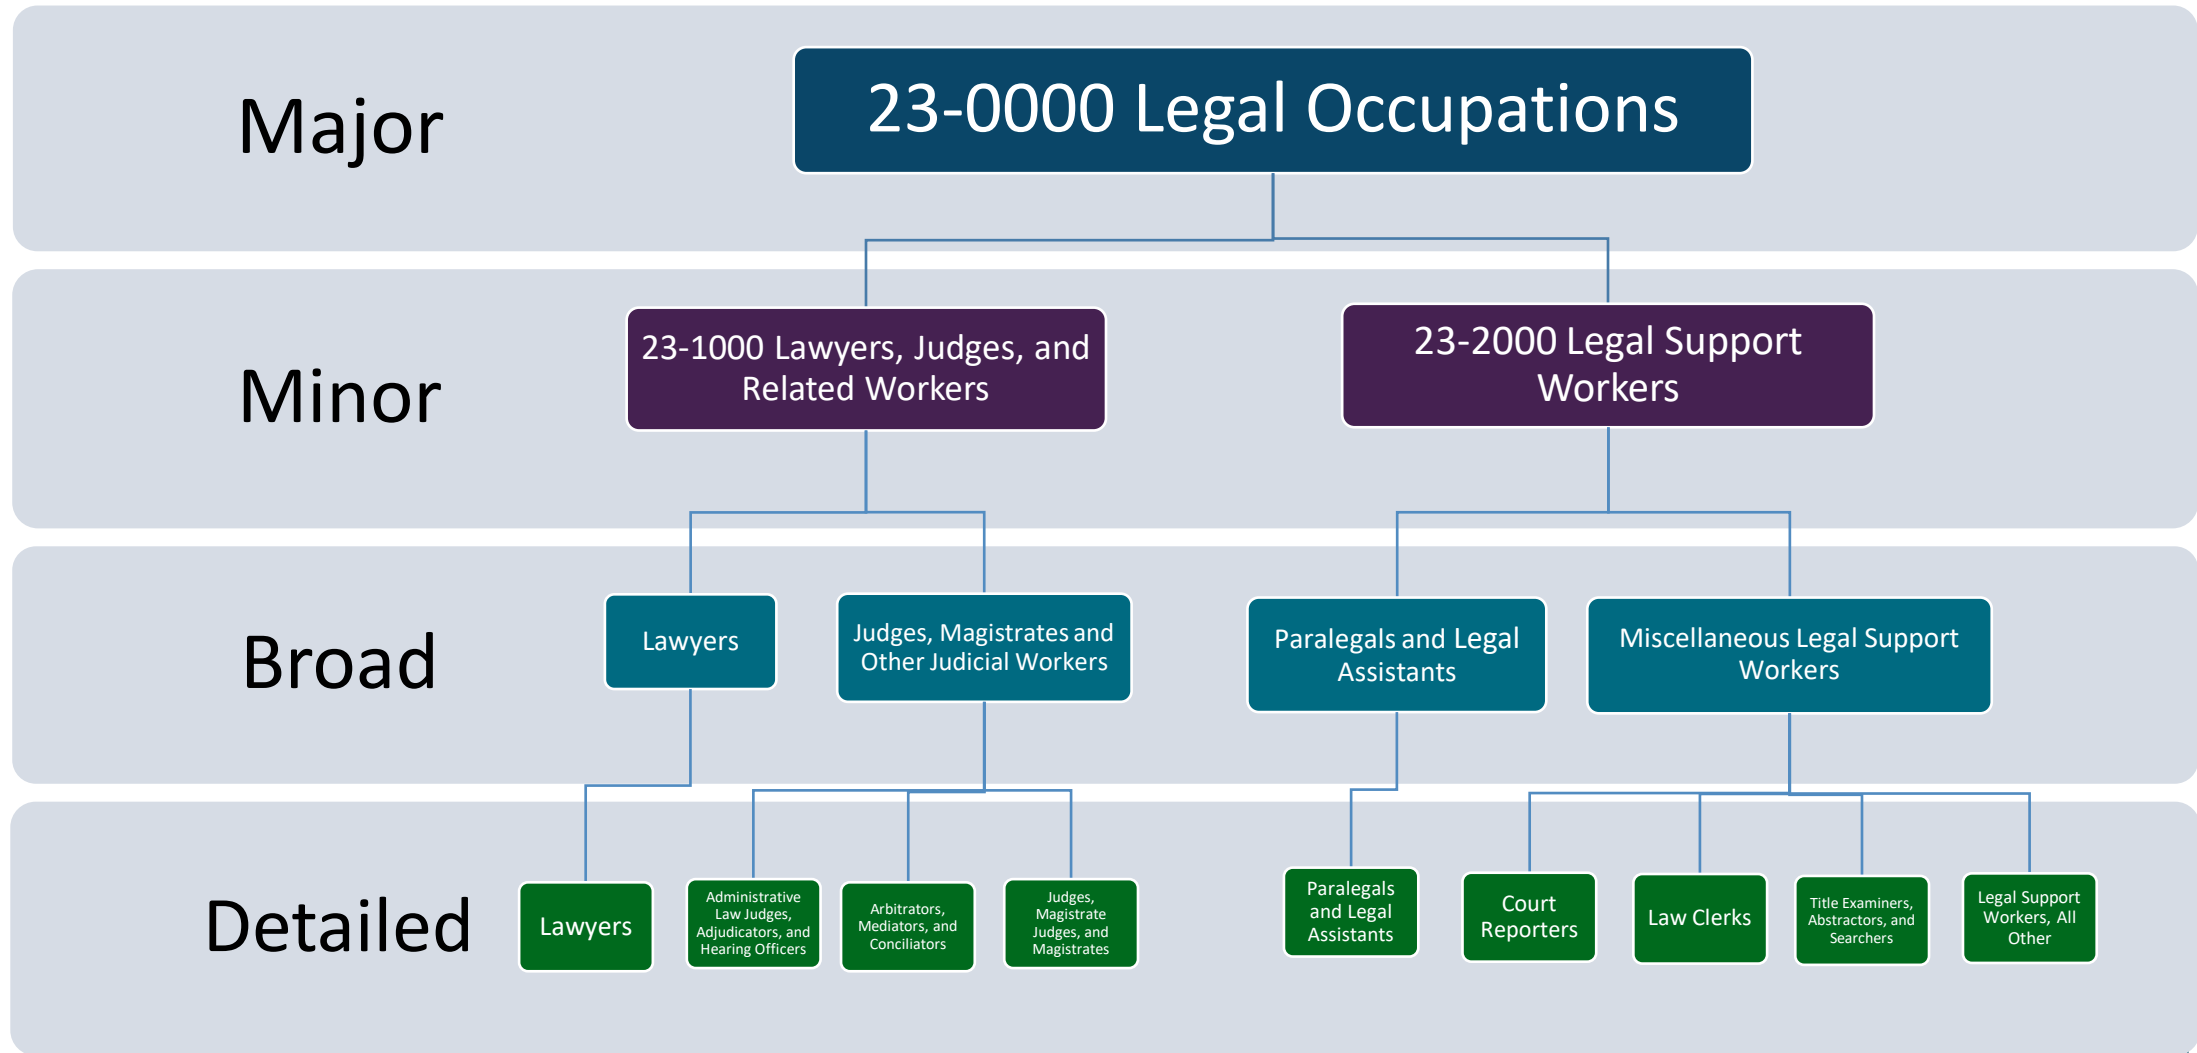 Major
23-0000 Legal Occupations
Minor
23-1000 Lawyers, Judges, and
Related Workers
23-2000 Legal Support
Workers
Broad
Lawyers
Judges, Magistrates and
Other Judicial Workers
Paralegals and Legal
Assistants
Miscellaneous Legal Support
Workers
Detailed
Lawyers
Administrative
Law Judges,
Adjudicators, and
Hearing Officers
Arbitrators,
Mediators, and
Conciliators
Judges,
Magistrate
Judges, and
Magistrates
Paralegals
and Legal
Assistants
Court
Reporters
Law Clerks
Title Examiners,
Abstractors, and
Searchers
Legal Support
Workers, All
Other